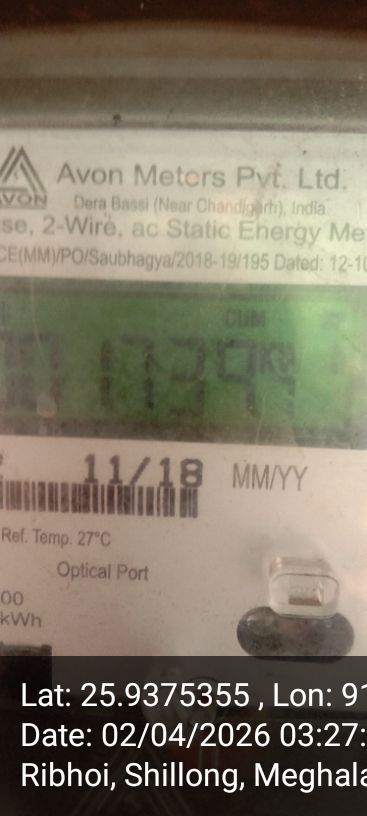 Avon Meters Pvt. Ltd.
AVON
Dera Bassi (Near Chandigarh), India
se, 2-Wire, ac Static Energy Me
CE(MM)/PO/Saubhagya/2018-19/195 Dated: 12-10
CUM
11/18 MM/YY
Ref. Temp. 27°C
Optical Port
00
kWh
Lat: 25.9375355 , Lon: 91
Date: 02/04/2026 03:27:
Ribhoi, Shillong, Meghala